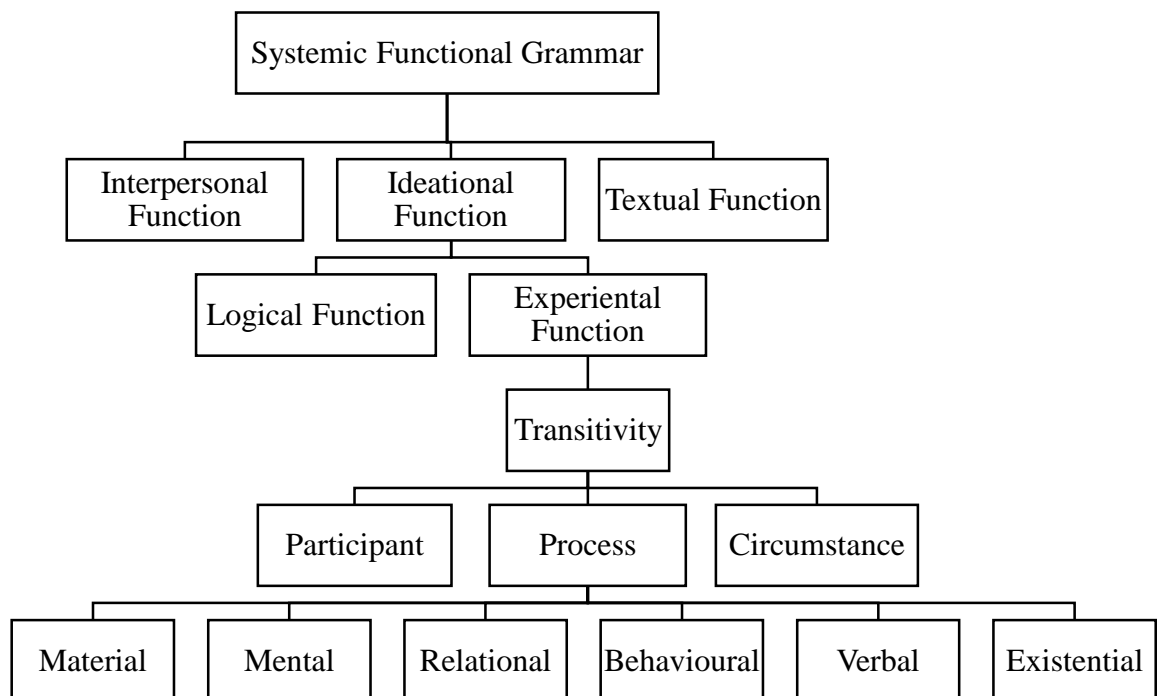 Systemic Functional Grammar
Interpersonal
Function
Ideational
Function
Textual Function
Logical Function
Experiental
Function
Transitivity
Participant
Process
Circumstance
Material
Mental
Relational
Behavioural
Verbal
Existential